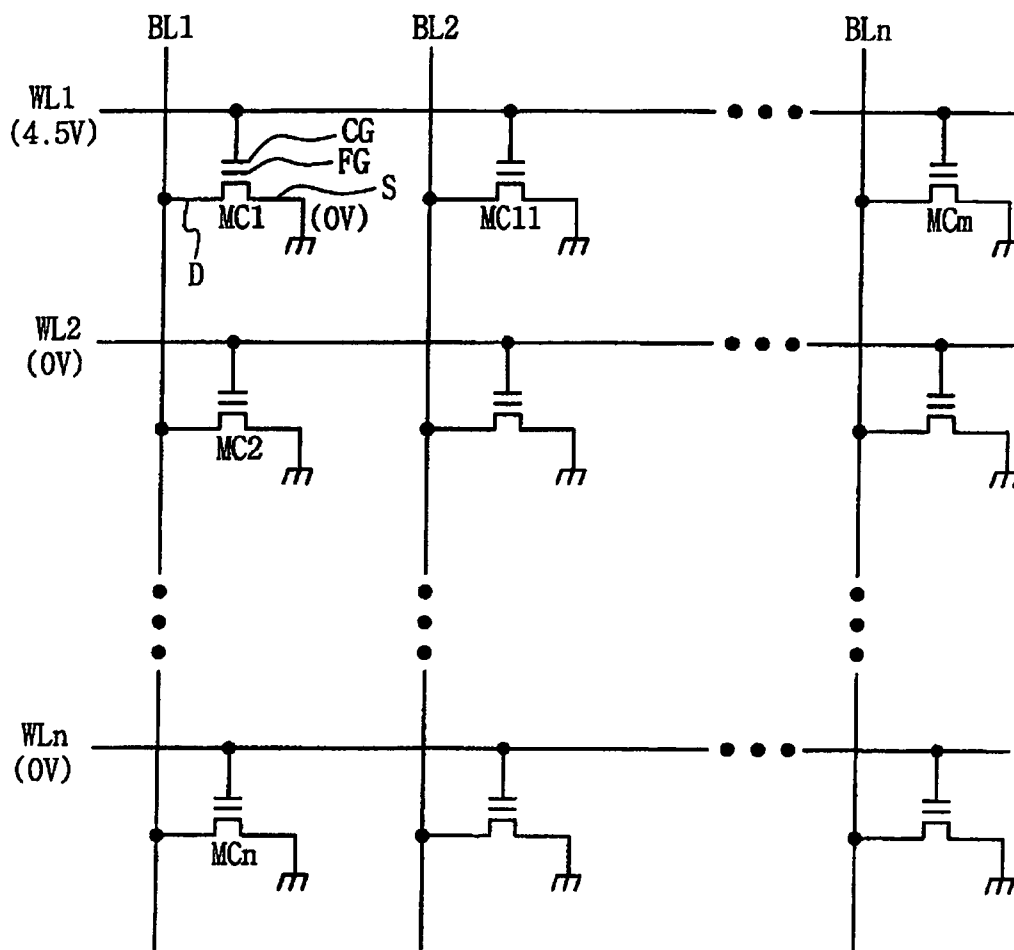 BL1 BL2 BLn
WL1
(4.5V)
CG
FG
S
MC1 (0V) MC11 MCm
D
WL2
(0V)
MC2
WLn
(0V)
MCn